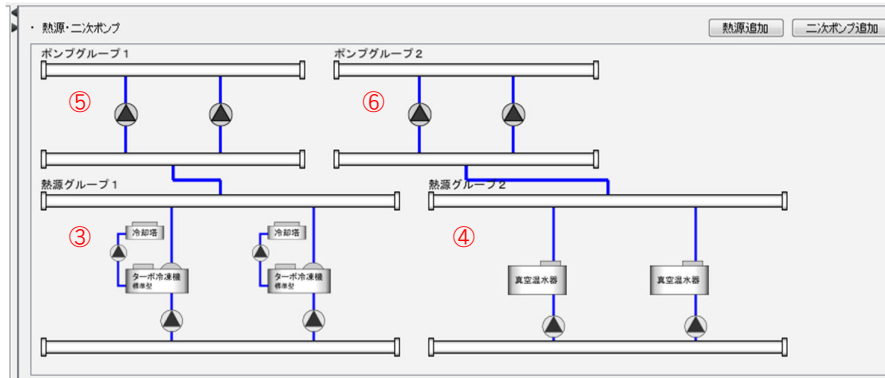 ・ 熱源・二次ポンプ
熱源追加
二次ポンプ追加
ポンプグループ1
ポンプグループ2
⑤
⑥
熱源グループ1
熱源グループ2
③
④
冷却塔
冷却塔
ターボ冷凍機
標準型
ターボ冷凍機
標準型
真空温水器
真空温水器